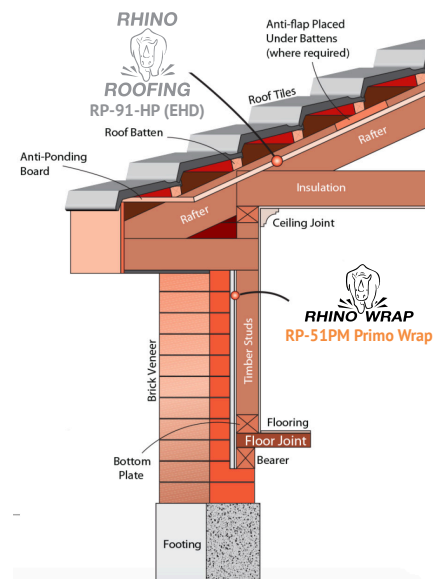 RHINO
ROOFING
RP-91-HP (EHD)
Anti-flap Placed
Under Battens
(where required)
Roof Tiles
Roof Batten
Rafter
Anti-Ponding
Board
Insulation
Rafter
Ceiling Joint
RHINO WRAP
RP-51PM Primo Wrap
Timber Studs
Brick Veneer
Flooring
Floor Joint
Bottom
Plate
Bearer
Footing